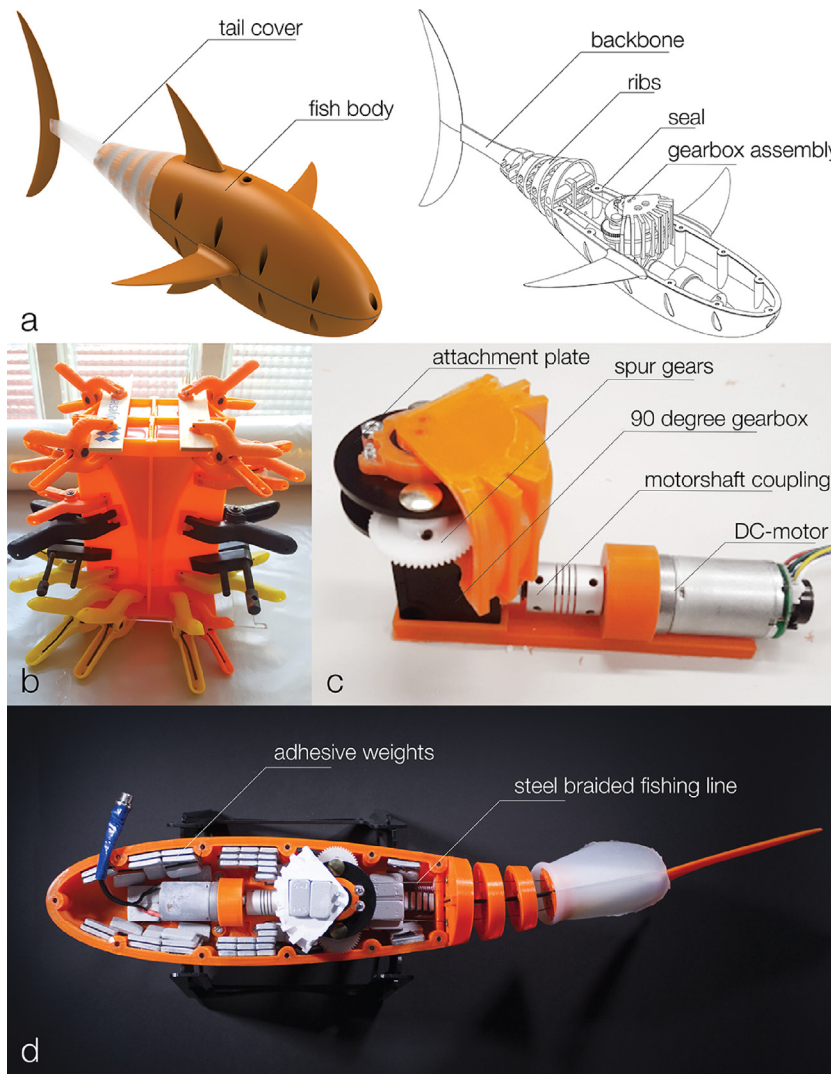 tail cover
fish body
backbone
ribs
seal
gearbox assembly
a
attachment plate
spur gears
90 degree gearbox
motorshaft coupling
DC-motor
b
c
adhesive weights
steel braided fishing line
d